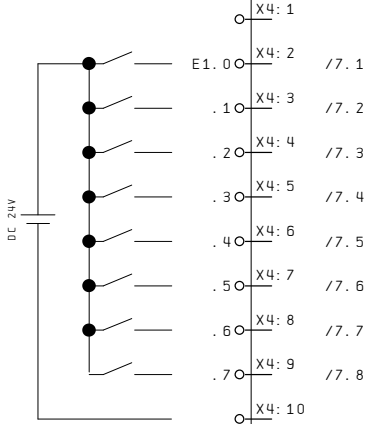 X4:1
E1.0 X4:2 /7.1
.1 X4:3 /7.2
.2 X4:4 /7.3
.3 X4:5 /7.4
.4 X4:6 /7.5
.5 X4:7 /7.6
.6 X4:8 /7.7
.7 X4:9 /7.8
X4:10
DC 24V